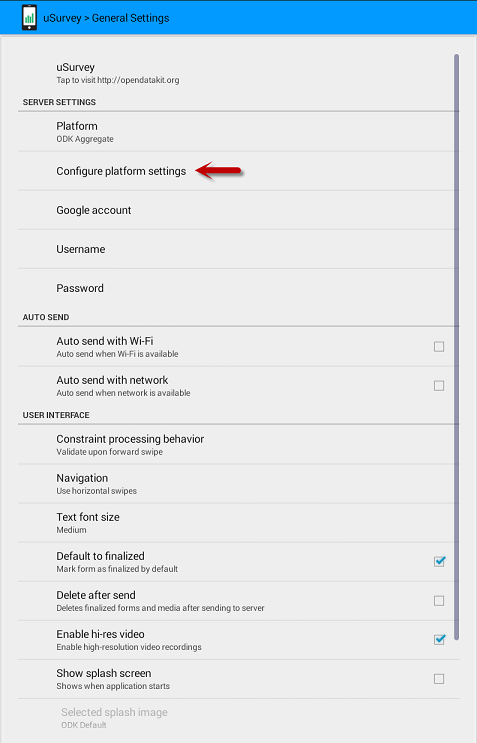 uSurvey > General Settings
uSurvey
Tap to visit http://opendatakit.org
SERVER SETTINGS
Platform
ODK Aggregate
Configure platform settings
Google account
Username
Password
AUTO SEND
Auto send with Wi-Fi
Auto send when Wi-Fi is available
Auto send with network
Auto send when network is available
USER INTERFACE
Constraint processing behavior
Validate upon forward swipe
Navigation
Use horizontal swipes
Text font size
Medium
Default to finalized
Mark form as finalized by default
Delete after send
Deletes finalized forms and media after sending to server
Enable hi-res video
Enable high-resolution video recordings
Show splash screen
Shows when application starts
Selected splash image
ODK Default